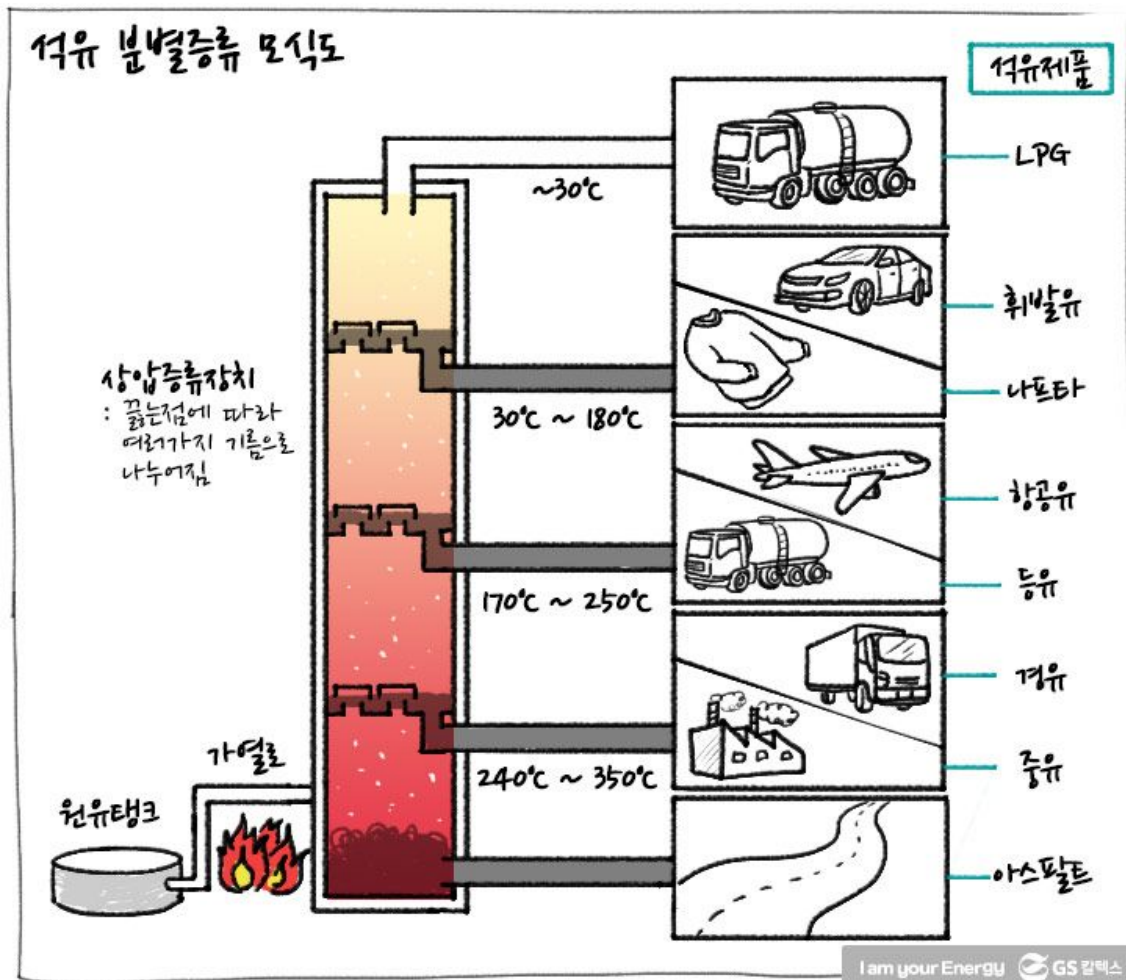 석유 분별증류 모식도
석유제품
LPG
~30℃
휘발유
나프타
30℃ ~ 180℃
상압증류장치
: 끓는점에 따라
여러가지 기름으로
나누어짐
항공유
등유
170℃ ~ 250℃
경유
중유
240℃ ~ 350℃
가열로
원유탱크
아스팔트
I am your Energy GS 칼텍스